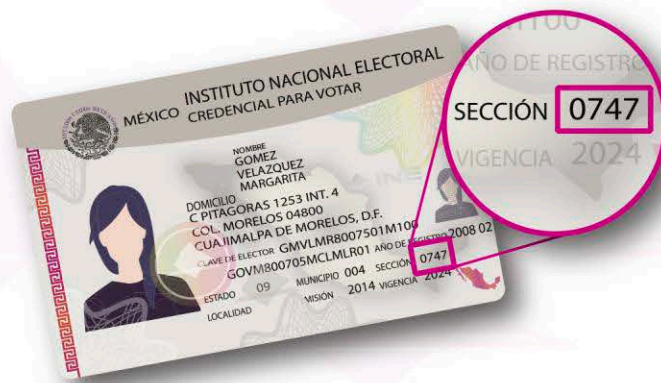 MÉXICO INSTITUTO NACIONAL ELECTORAL
CREDENCIAL PARA VOTAR
NOMBRE
GOMEZ
VELAZQUEZ
MARGARITA
DOMICILIO
C PITAGORAS 1253 INT. 4
COL. MORELOS 04800
CUAJIMALPA DE MORELOS, D.F.
CLAVE DE ELECTOR GMVLMR8007501M100
GOVM800705MCLMLR01 AÑO DE REGISTRO 2008 02
ESTADO 09 MUNICIPIO 004 SECCIÓN 0747
LOCALIDAD MISIÓN 2014 VIGENCIA 2024
AÑO DE REGISTRO
SECCIÓN 0747
VIGENCIA 2024